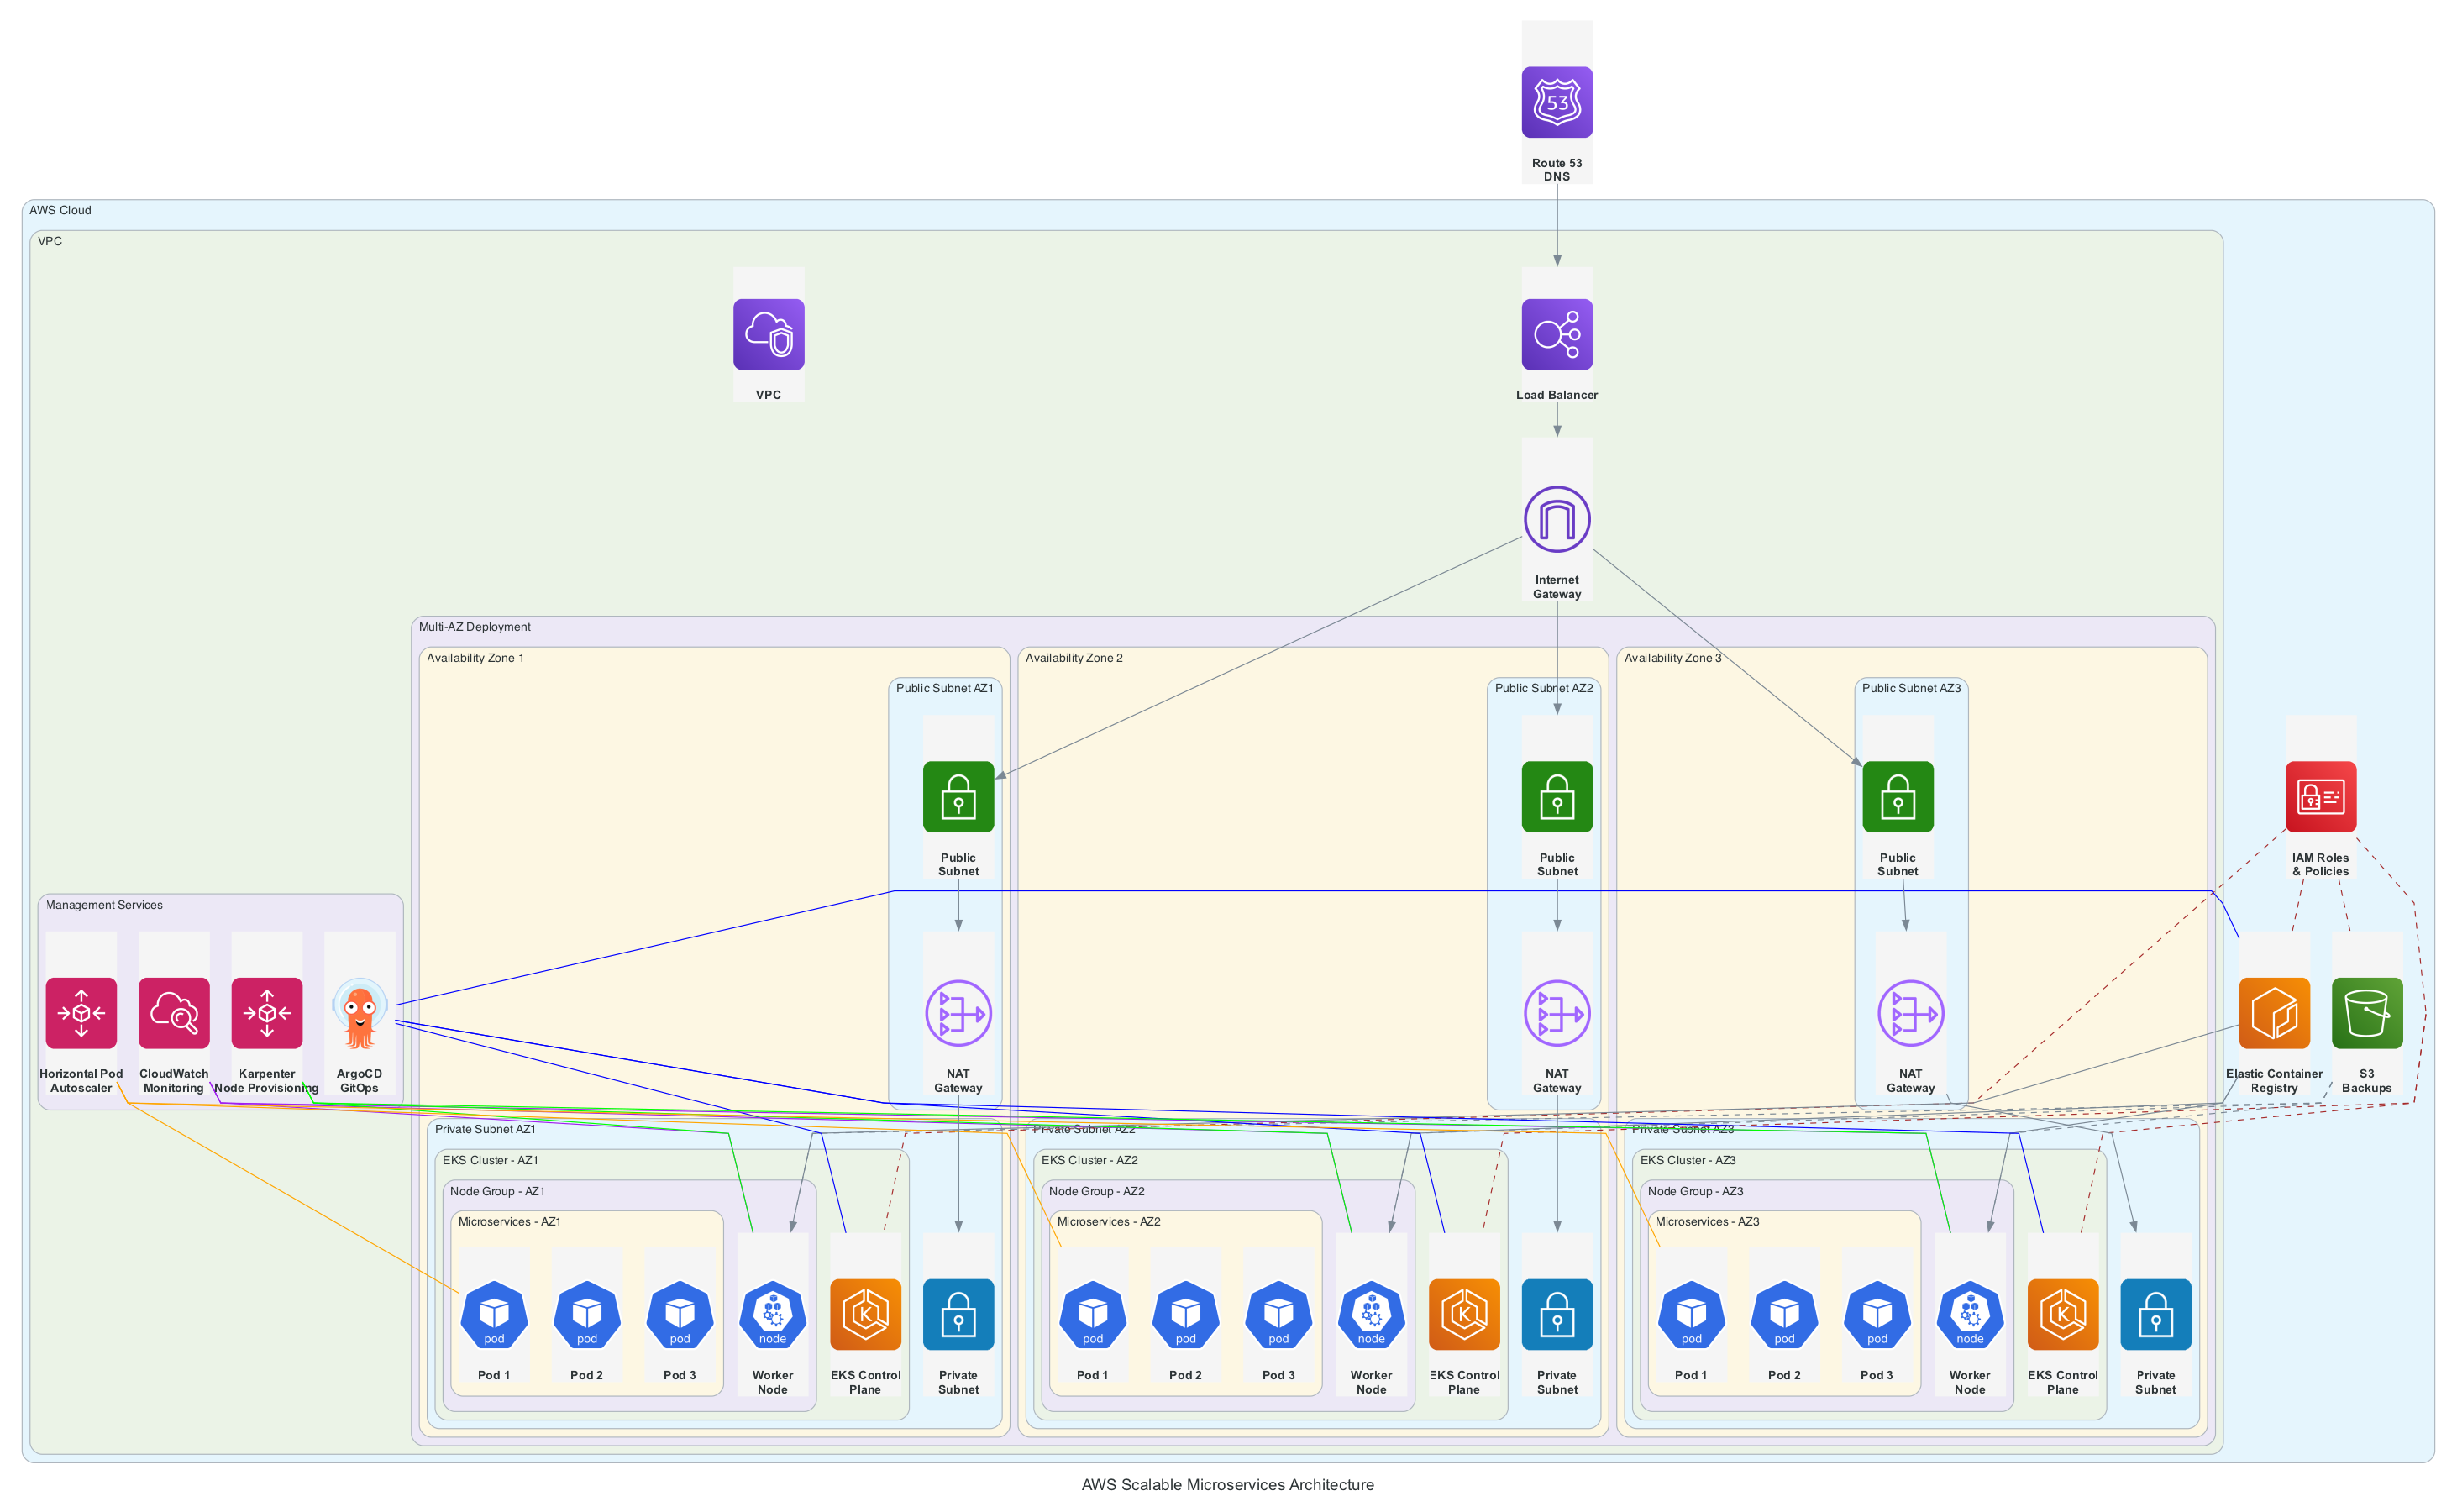 53
Route 53
DNS
AWS Cloud
VPC
VPC
Load Balancer
Internet
Gateway
Multi-AZ Deployment
Availability Zone 1
Availability Zone 2
Availability Zone 3
Public Subnet AZ1
Public Subnet AZ2
Public Subnet AZ3
Public
Subnet
Public
Subnet
Public
Subnet
IAM Roles
& Policies
Management Services
Horizontal Pod
Autoscaler
CloudWatch
Monitoring
Karpenter
Node Provisioning
ArgoCD
GitOps
NAT
Gateway
NAT
Gateway
NAT
Gateway
Elastic Container
Registry
S3
Backups
Private Subnet AZ1
EKS Cluster - AZ1
Node Group - AZ1
Microservices - AZ1
pod
Pod 1
pod
Pod 2
pod
Pod 3
node
Worker
Node
K
EKS Control
Plane
Private
Subnet
Private Subnet AZ2
EKS Cluster - AZ2
Node Group - AZ2
Microservices - AZ2
pod
Pod 1
pod
Pod 2
pod
Pod 3
node
Worker
Node
K
EKS Control
Plane
Private
Subnet
Private Subnet AZ3
EKS Cluster - AZ3
Node Group - AZ3
Microservices - AZ3
pod
Pod 1
pod
Pod 2
pod
Pod 3
node
Worker
Node
K
EKS Control
Plane
Private
Subnet
AWS Scalable Microservices Architecture